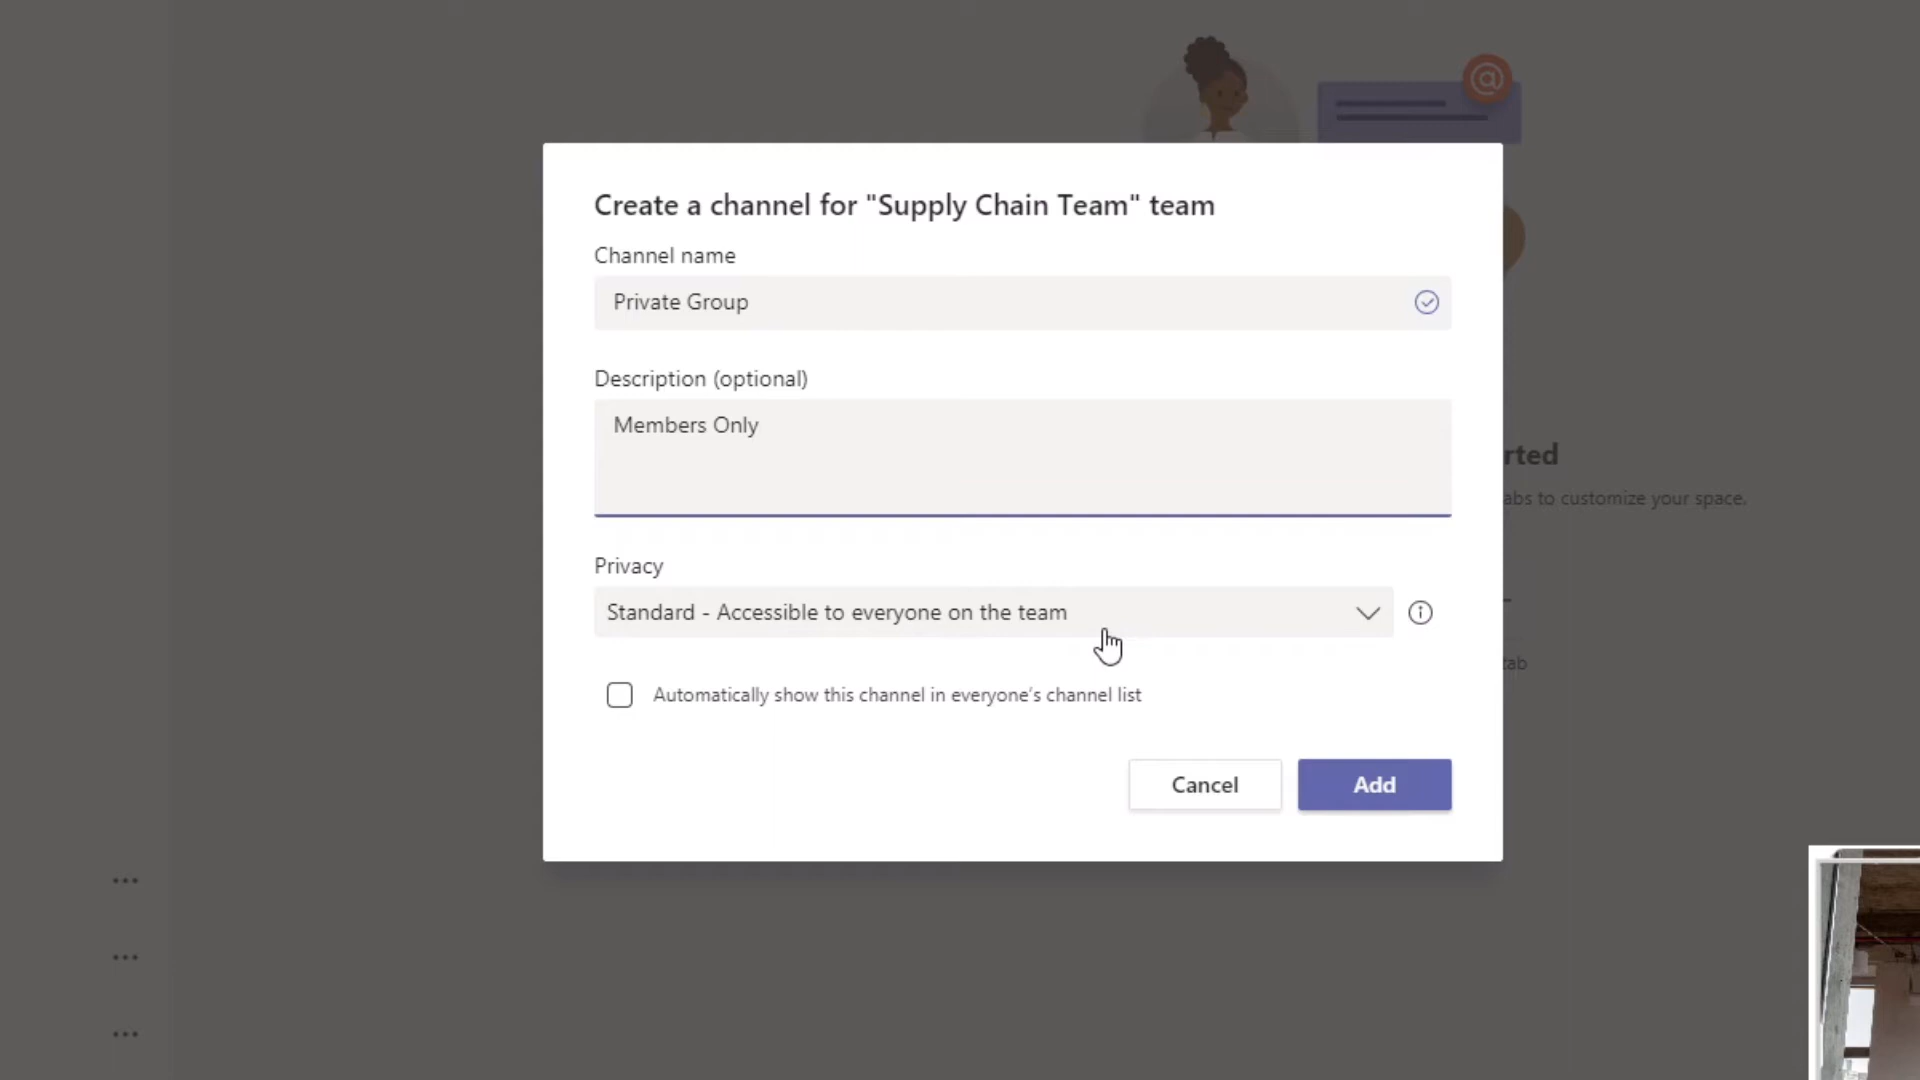 Create a channel for "Supply Chain Team" team
Channel name
Private Group
Description (optional)
Members Only
rted
abs to customize your space.
Privacy
Standard - Accessible to everyone on the team
tab
Automatically show this channel in everyone's channel list
Cancel
Add